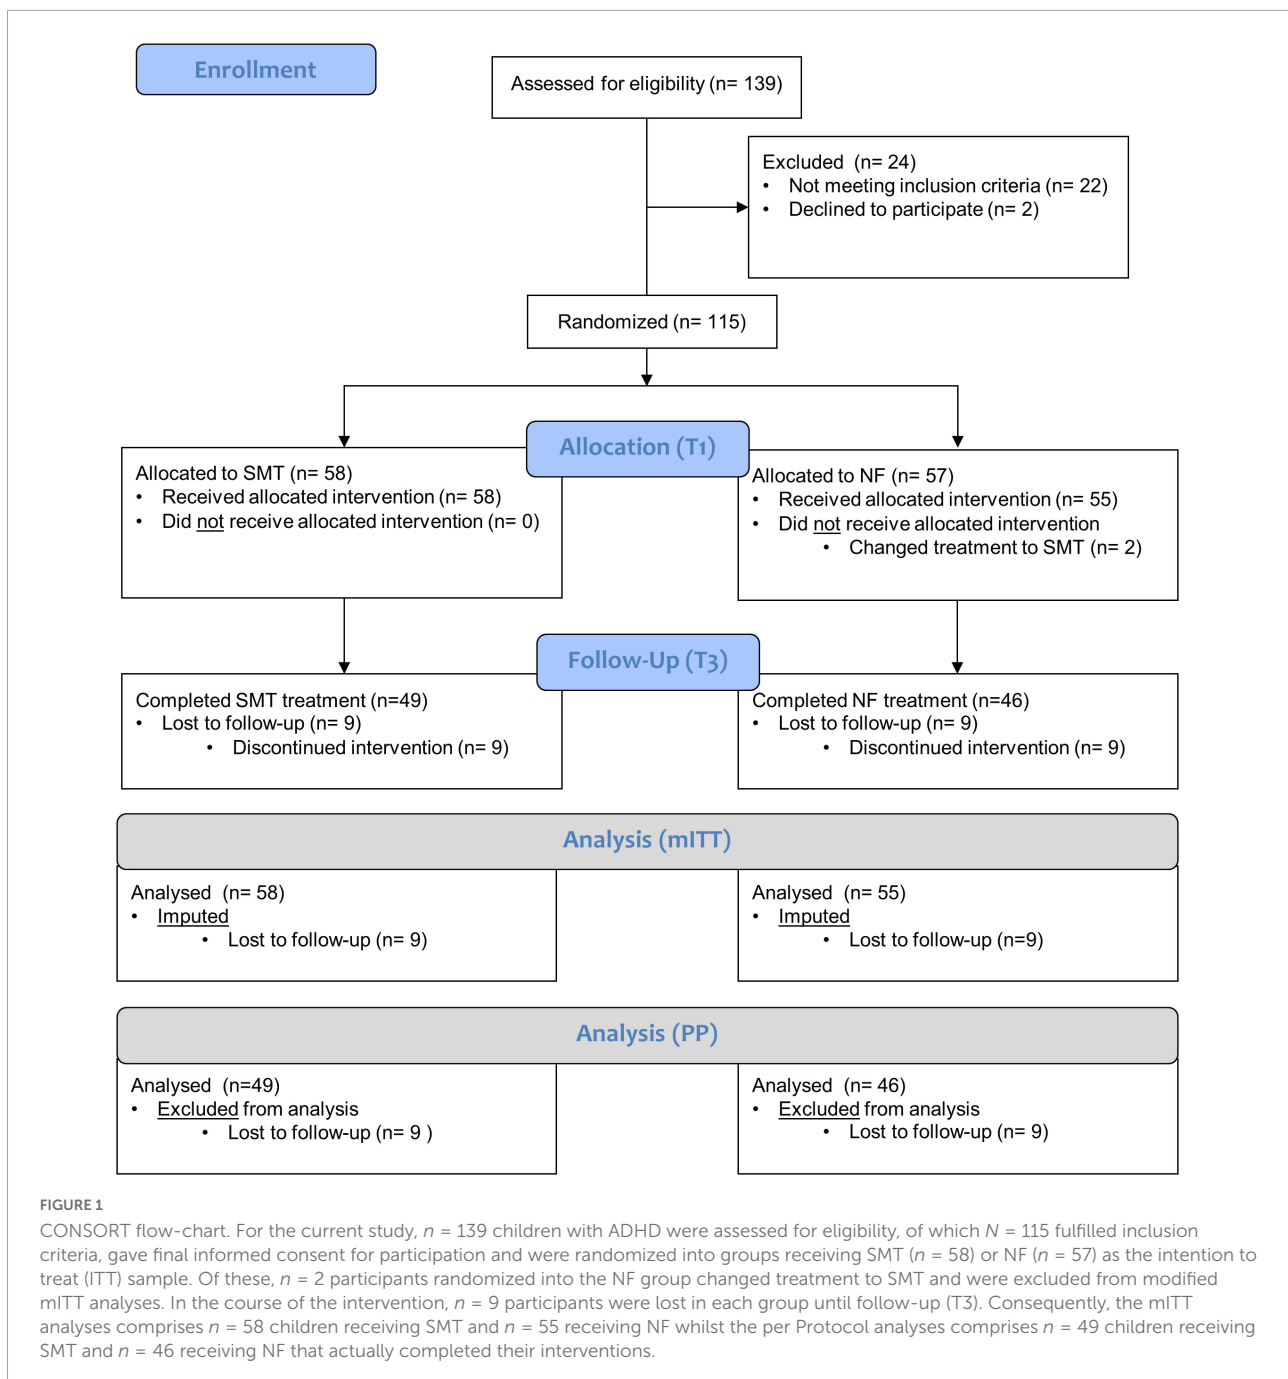 Enrollment
Assessed for eligibility (n= 139)
Excluded (n= 24)
• Not meeting inclusion criteria (n= 22)
• Declined to participate (n= 2)
Randomized (n= 115)
Allocation (T1)
Allocated to SMT (n= 58)
• Received allocated intervention (n= 58)
• Did not receive allocated intervention (n= 0)
Allocated to NF (n= 57)
• Received allocated intervention (n= 55)
• Did not receive allocated intervention
• Changed treatment to SMT (n= 2)
Follow-Up (T3)
Completed SMT treatment (n=49)
• Lost to follow-up (n= 9)
• Discontinued intervention (n= 9)
Completed NF treatment (n=46)
• Lost to follow-up (n= 9)
• Discontinued intervention (n= 9)
Analysis (mITT)
Analysed (n= 58)
• Imputed
• Lost to follow-up (n= 9)
Analysed (n= 55)
• Imputed
• Lost to follow-up (n=9)
Analysis (PP)
Analysed (n=49)
• Excluded from analysis
• Lost to follow-up (n= 9 )
Analysed (n= 46)
• Excluded from analysis
• Lost to follow-up (n= 9)
FIGURE 1
CONSORT flow-chart. For the current study, n = 139 children with ADHD were assessed for eligibility, of which N = 115 fulfilled inclusion
criteria, gave final informed consent for participation and were randomized into groups receiving SMT (n = 58) or NF (n = 57) as the intention to
treat (ITT) sample. Of these, n = 2 participants randomized into the NF group changed treatment to SMT and were excluded from modified
mITT analyses. In the course of the intervention, n = 9 participants were lost in each group until follow-up (T3). Consequently, the mITT
analyses comprises n = 58 children receiving SMT and n = 55 receiving NF whilst the per Protocol analyses comprises n = 49 children receiving
SMT and n = 46 receiving NF that actually completed their interventions.